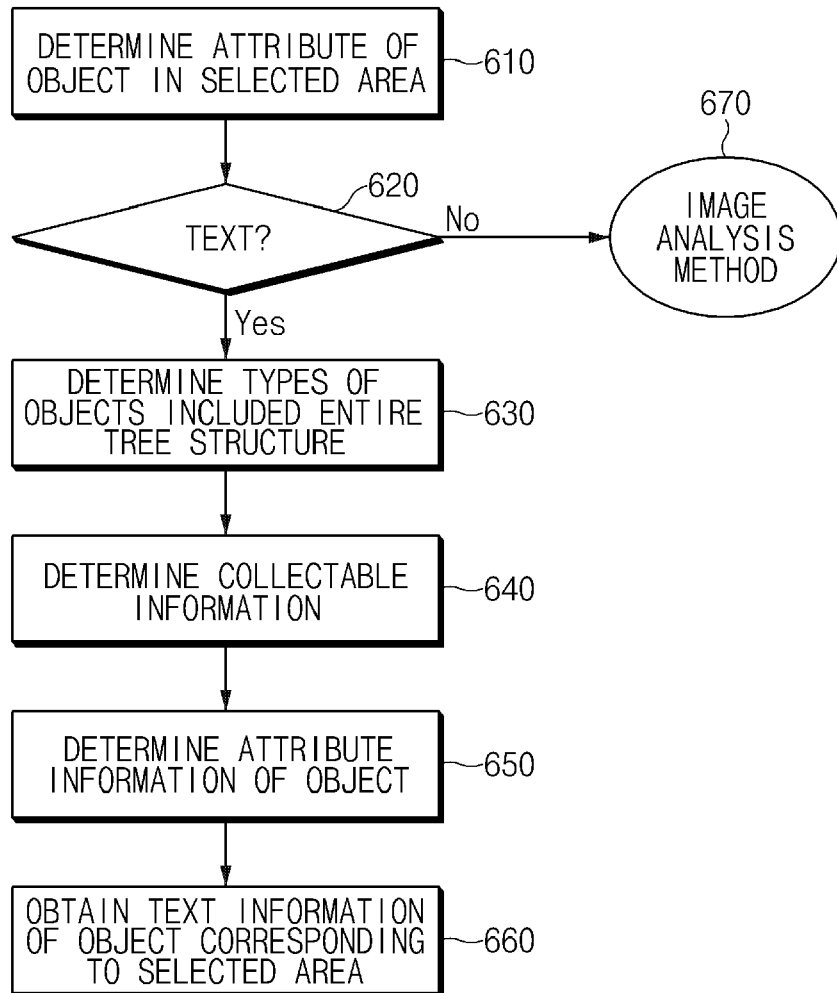 DETERMINE ATTRIBUTE OF
OBJECT IN SELECTED AREA
610
670
620
TEXT?
No
IMAGE
ANALYSIS
METHOD
Yes
DETERMINE TYPES OF
OBJECTS INCLUDED ENTIRE
TREE STRUCTURE
630
DETERMINE COLLECTABLE
INFORMATION
640
DETERMINE ATTRIBUTE
INFORMATION OF OBJECT
650
OBTAIN TEXT INFORMATION
OF OBJECT CORRESPONDING
TO SELECTED AREA
660